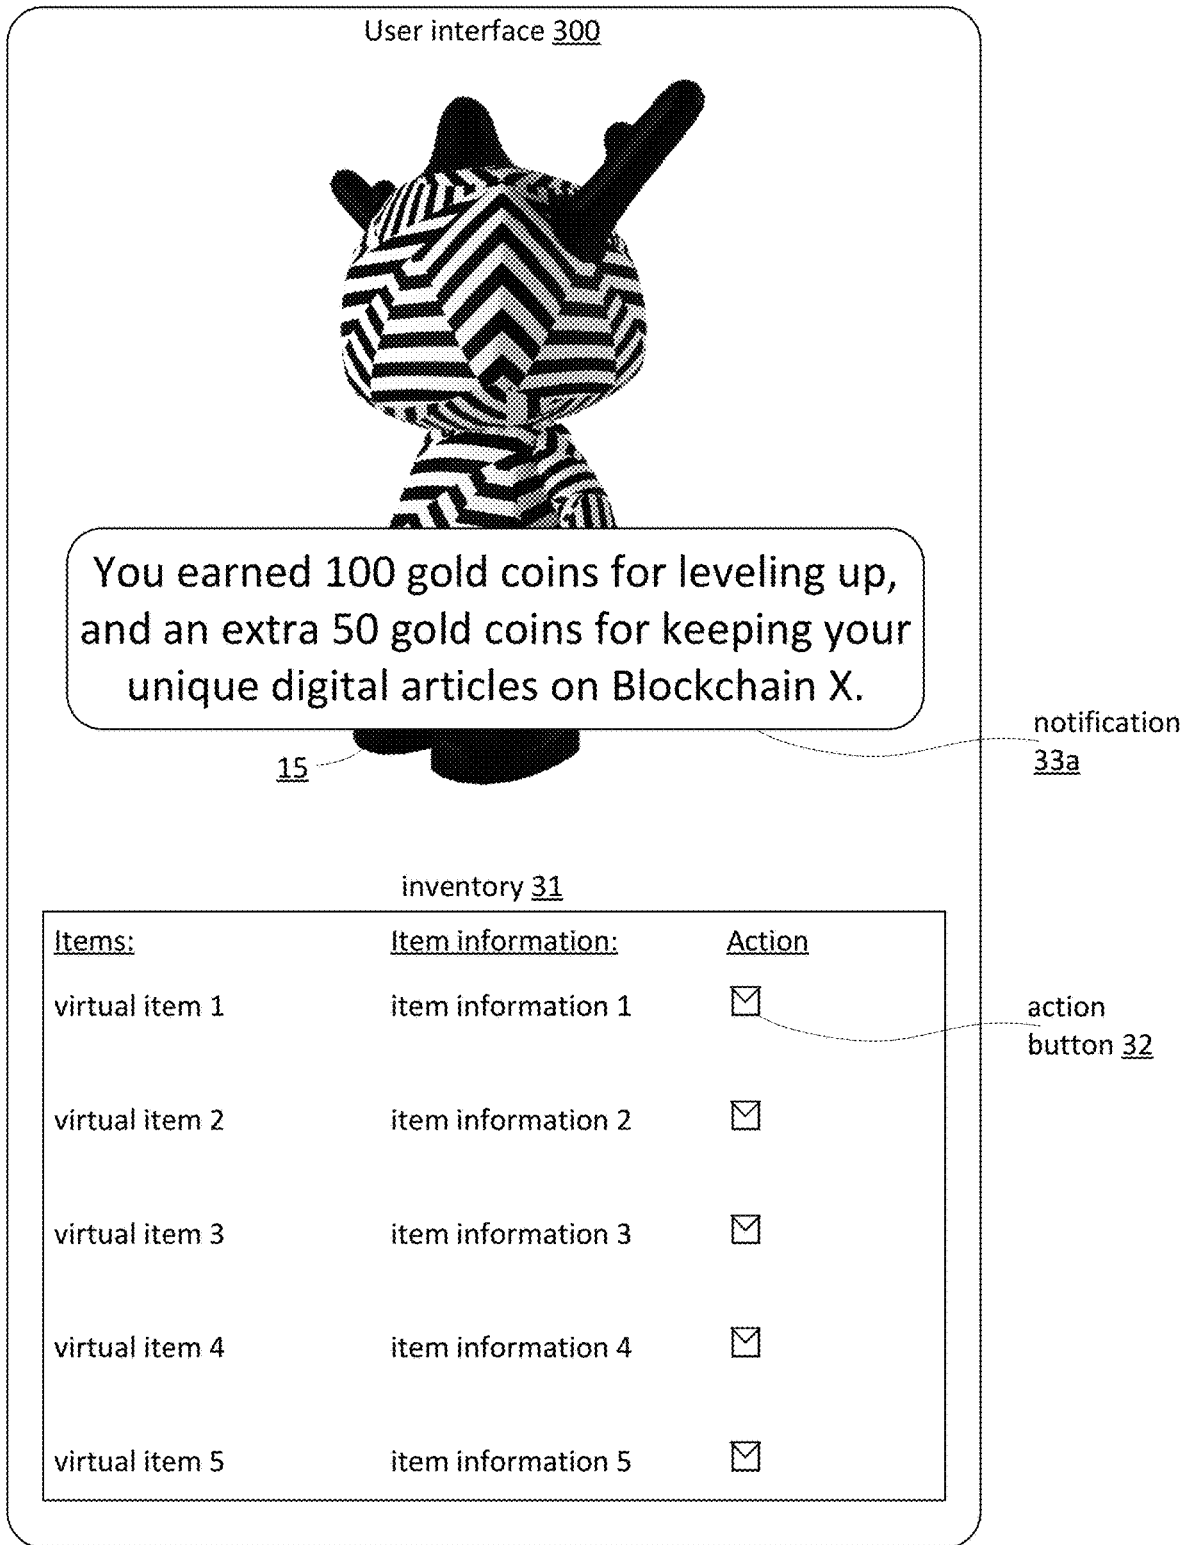 User interface 300
You earned 100 gold coins for leveling up,
and an extra 50 gold coins for keeping your
unique digital articles on Blockchain X.
notification
33a
15
inventory 31
Items: Item information: Action
virtual item 1 item information 1
action
button 32
virtual item 2 item information 2
virtual item 3 item information 3
virtual item 4 item information 4
virtual item 5 item information 5